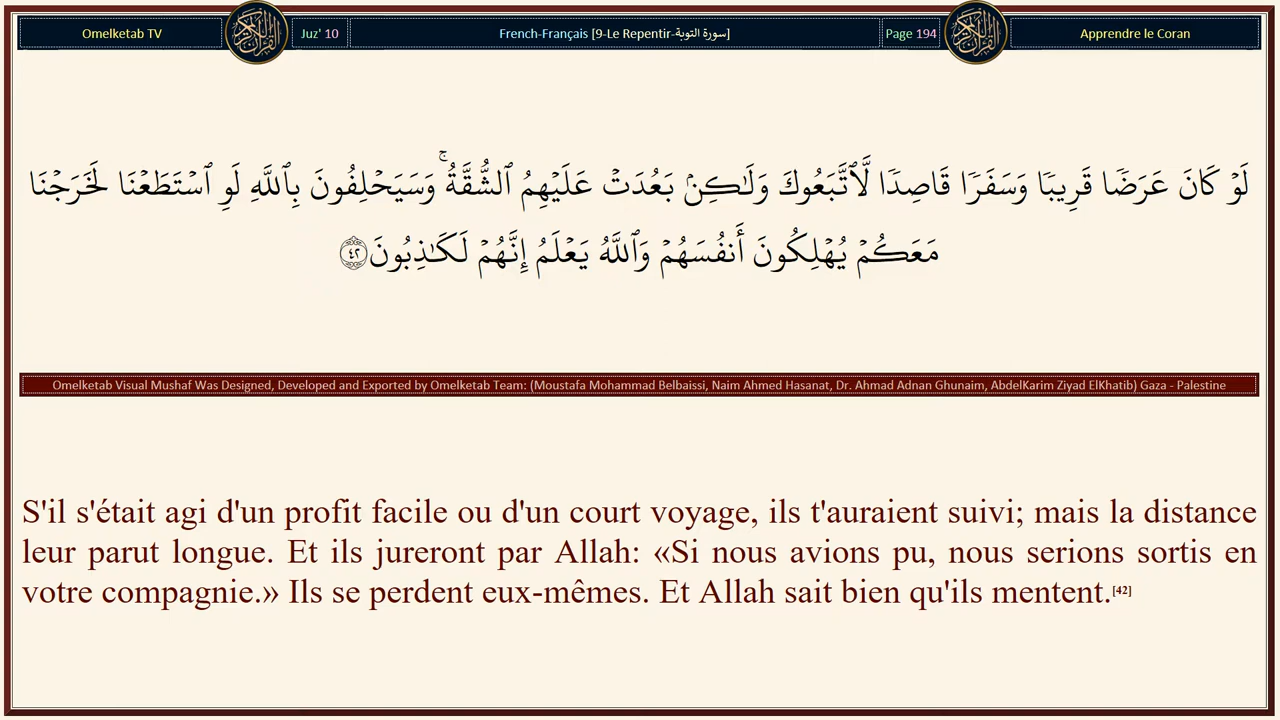 Omelketab TV
Juz' 10
French-Français [9-Le Repentir-سورة التوبة]
Page 194
Apprendre le Coran
لَوۡ كَانَ عَرَضٗا قَرِيبٗا وَسَفَرٗا قَاصِدٗا لَّٱتَّبَعُوكَ وَلَٰكِنۢ بَعُدَتۡ عَلَيۡهِمُ ٱلشُّقَّةُۚ وَسَيَحۡلِفُونَ بِٱللَّهِ لَوِ ٱسۡتَطَعۡنَا لَخَرَجۡنَا
مَعَكُمۡ يُهۡلِكُونَ أَنفُسَهُمۡ وَٱللَّهُ يَعۡلَمُ إِنَّهُمۡ لَكَٰذِبُونَ ٤٢
Omelketab Visual Mushaf Was Designed, Developed and Exported by Omelketab Team: (Moustafa Mohammad Belbaissi, Naim Ahmed Hasanat, Dr. Ahmad Adnan Ghunaim, AbdelKarim Ziyad ElKhatib) Gaza - Palestine
S'il s'était agi d'un profit facile ou d'un court voyage, ils t'auraient suivi; mais la distance
leur parut longue. Et ils jureront par Allah: «Si nous avions pu, nous serions sortis en
votre compagnie.» Ils se perdent eux-mêmes. Et Allah sait bien qu'ils mentent.[42]